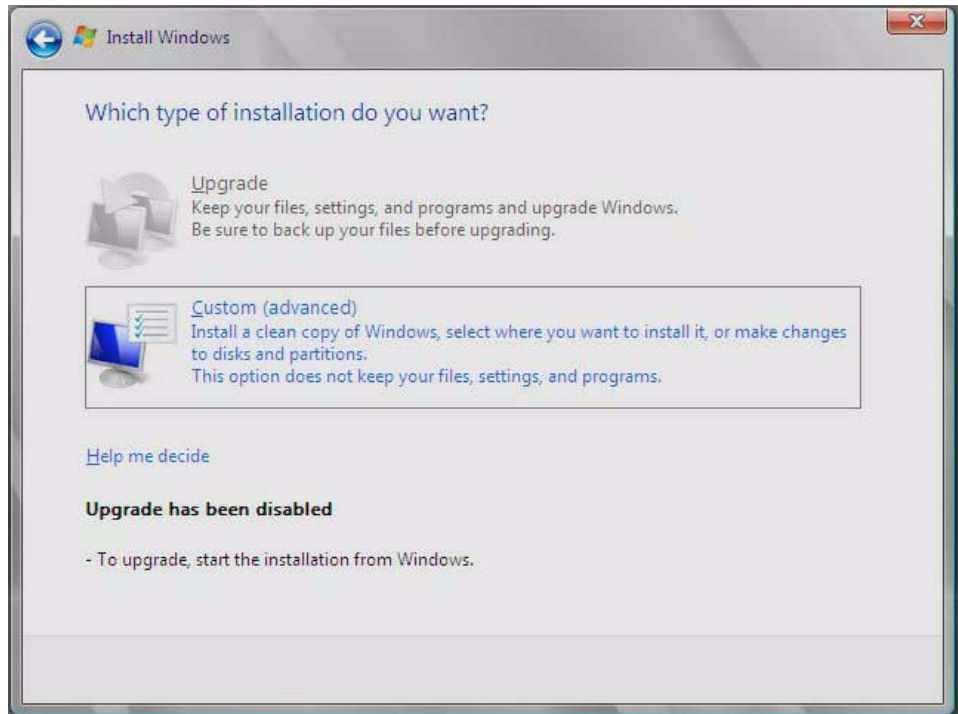 Install Windows
Which type of installation do you want?
Upgrade
Keep your files, settings, and programs and upgrade Windows.
Be sure to back up your files before upgrading.
Custom (advanced)
Install a clean copy of Windows, select where you want to install it, or make changes
to disks and partitions.
This option does not keep your files, settings, and programs.
Help me decide
Upgrade has been disabled
- To upgrade, start the installation from Windows.